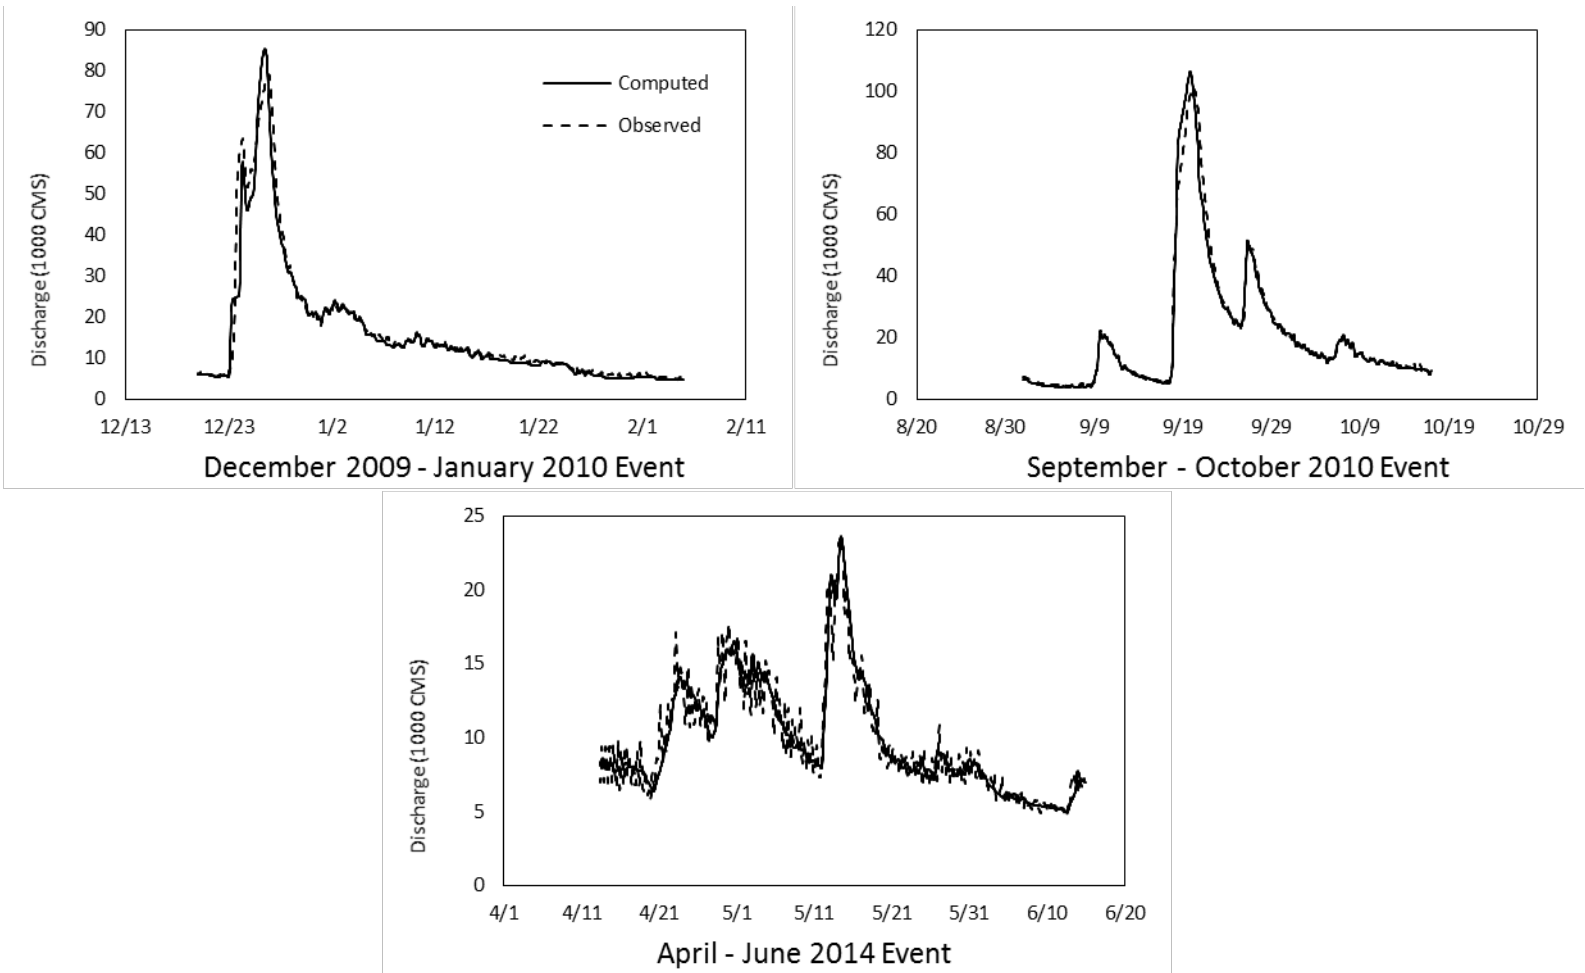 90
80
70
60
50
40
30
20
10
0
Discharge (1000 CMS)
Computed
Observed
12/13 12/23 1/2 1/12 1/22 2/1 2/11
December 2009 - January 2010 Event
120
100
80
60
40
20
0
Discharge (1000 CMS)
8/20 8/30 9/9 9/19 9/29 10/9 10/19 10/29
September - October 2010 Event
25
20
15
10
5
0
Discharge (1000 CMS)
4/1 4/11 4/21 5/1 5/11 5/21 5/31 6/10 6/20
April - June 2014 Event